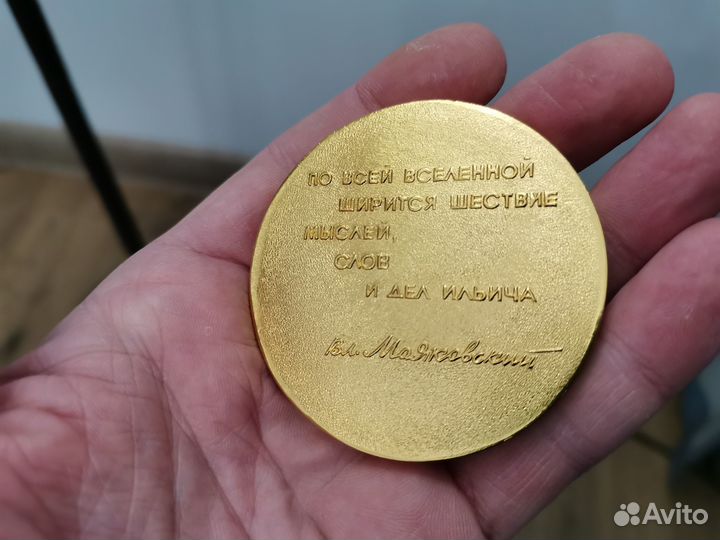 ПО ВСЕЙ ВСЕЛЕННОЙ
ШИРИТСЯ ШЕСТВИЕ
МЫСЛЕЙ,
СЛОВ
И ДЕЛ ИЛЬИЧА
Вл. Маяковский
Avito